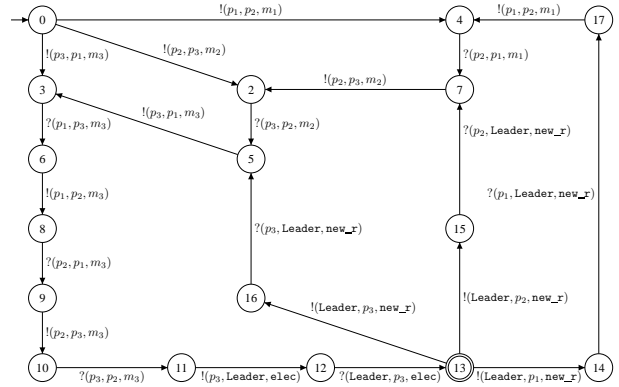 !(p₁, p₂, m₁)
!(p₁, p₂, m₁)
0
4
17
!(p₃, p₁, m₃)
!(p₂, p₃, m₂)
?(p₂, p₁, m₁)
3
2
!(p₂, p₃, m₂)
7
!(p₃, p₁, m₃)
?(p₁, p₃, m₃)
?(p₃, p₂, m₂)
?(p₂, Leader, new_r)
6
5
!(p₁, p₂, m₃)
?(p₁, Leader, new_r)
8
?(p₃, Leader, new_r)
15
?(p₂, p₁, m₃)
9
16
!(Leader, p₃, new_r)
!(Leader, p₂, new_r)
!(p₂, p₃, m₃)
10
?(p₃, p₂, m₃)
11
!(p₃, Leader, elec)
12
?(Leader, p₃, elec)
13
!(Leader, p₁, new_r)
14